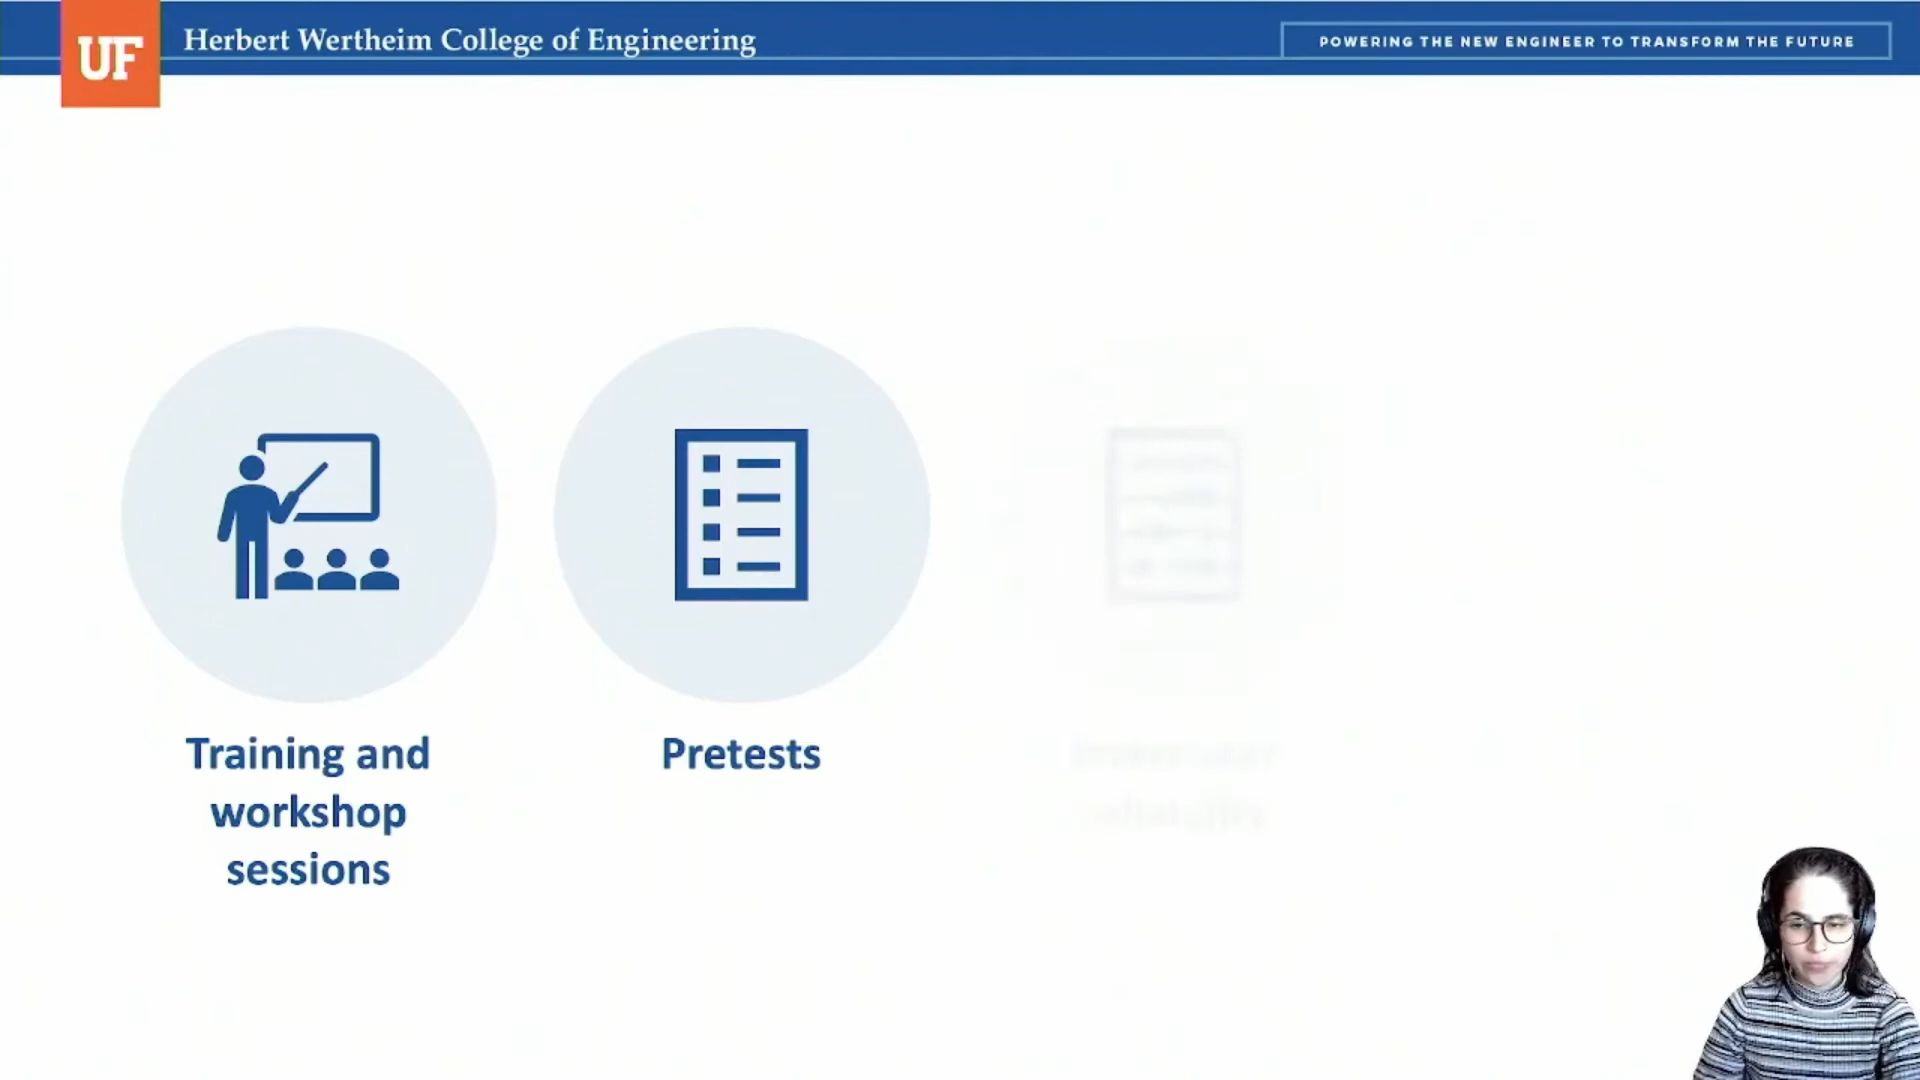 UF
Herbert Wertheim College of Engineering
POWERING THE NEW ENGINEER TO TRANSFORM THE FUTURE
Training and
workshop
sessions
Pretests